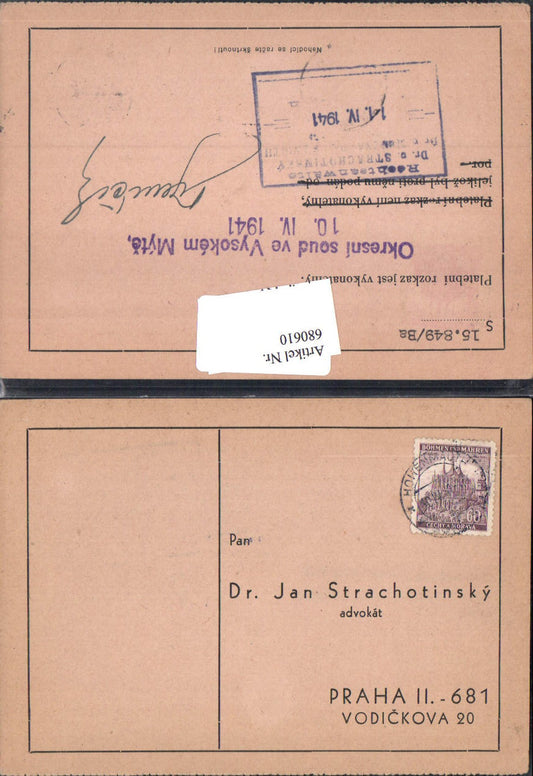 15.849/Ba
S
Platební rozkaz jest vykonatelný.
Okresní soud ve Vysokém Mýtě,
10. IV. 1941
Platební rozkaz není vykonatelný,
jelikož byl proti němu podán od-
por.
Rechtsanwälte
Dr. J. STRACHOTINSKÝ
14. IV. 1941
Nehodící se račte škrtnouti!
Artikel Nr.
680610
BÖHMEN UND MÄHREN
60
ČECHY A MORAVA
Pan
Dr. Jan Strachotinský
advokát
PRAHA II. - 681
VODIČKOVA 20